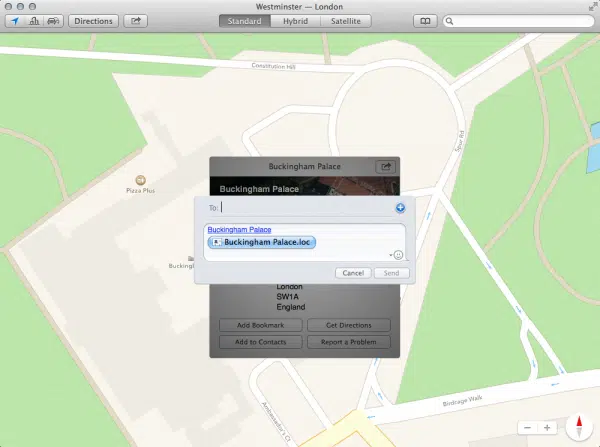 Westminster — London
Directions
Standard
Hybrid
Satellite
Constitution Hill
Spur Rd
Pizza Plus
Buckingham Palace
Buckingham Palace
To:
Buckingham Palace
Buckingham Palace.loc
Cancel
Send
London
SW1A
England
Add Bookmark
Get Directions
Add to Contacts
Report a Problem
Birdcage Walk
Ambassador's Ct